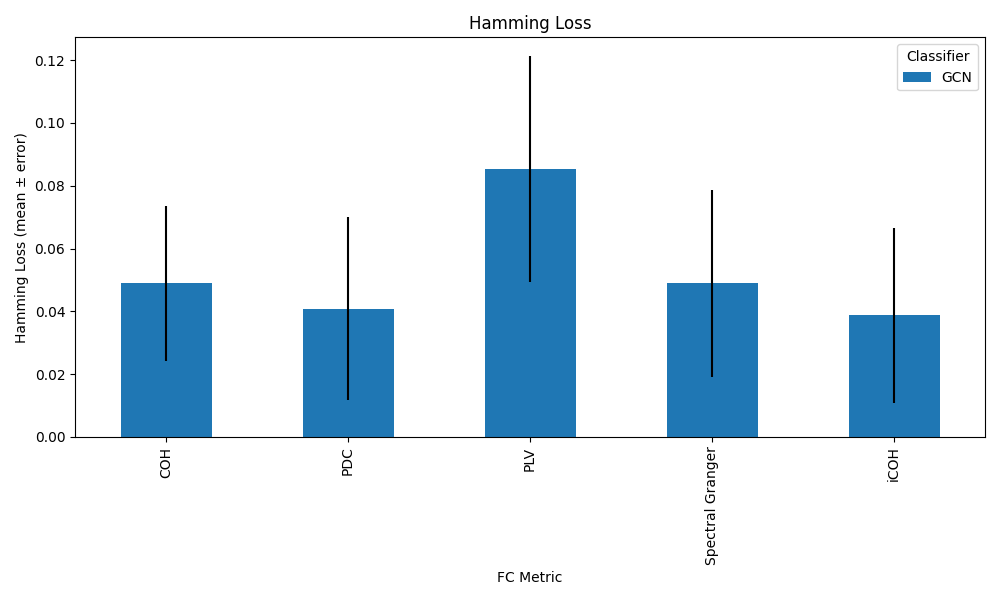 Hamming Loss
Classifier
GCN
Hamming Loss (mean ± error)
0.12
0.10
0.08
0.06
0.04
0.02
0.00
COH
PDC
PLV
Spectral Granger
iCOH
FC Metric